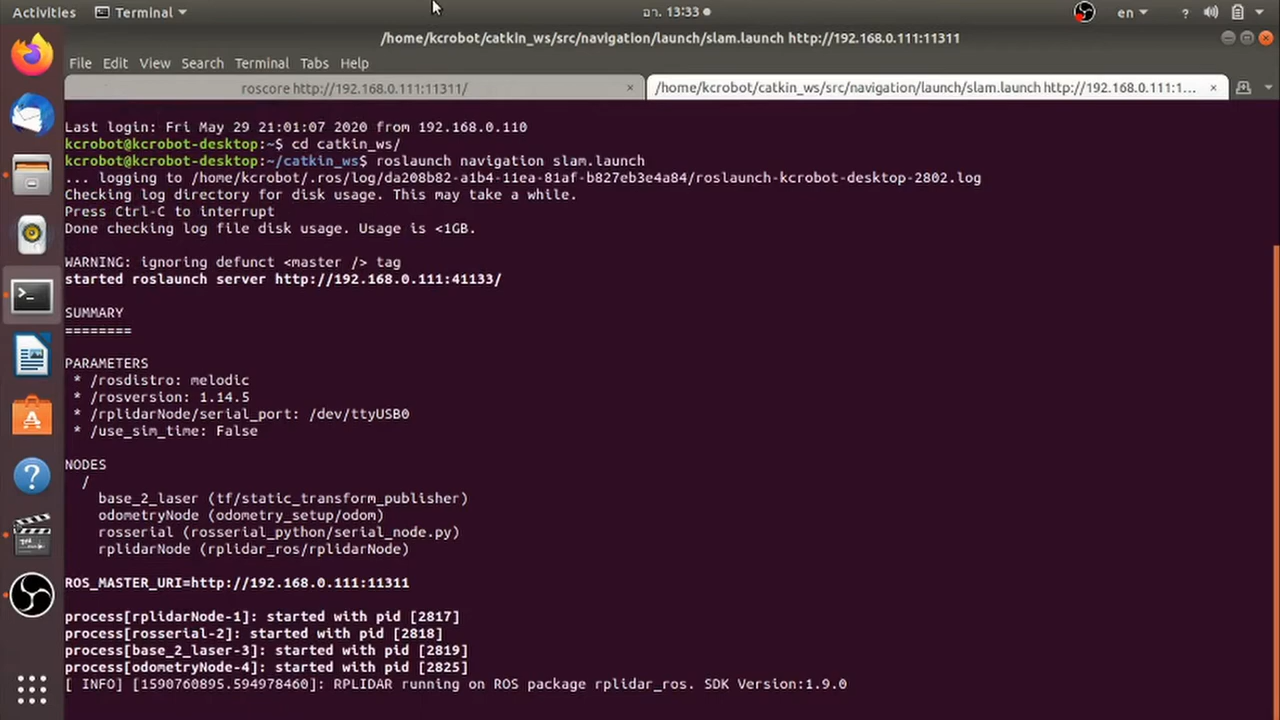 Activities
Terminal
อา. 13:33
en
/home/kcrobot/catkin_ws/src/navigation/launch/slam.launch http://192.168.0.111:11311
File Edit View Search Terminal Tabs Help
roscore http://192.168.0.111:11311/
/home/kcrobot/catkin_ws/src/navigation/launch/slam.launch http://192.168.0.111:1...
Last login: Fri May 29 21:01:07 2020 from 192.168.0.110
kcrobot@kcrobot-desktop:~$ cd catkin_ws/
kcrobot@kcrobot-desktop:~/catkin_ws$ roslaunch navigation slam.launch
... logging to /home/kcrobot/.ros/log/da208b82-a1b4-11ea-81af-b827eb3e4a84/roslaunch-kcrobot-desktop-2802.log
Checking log directory for disk usage. This may take a while.
Press Ctrl-C to interrupt
Done checking log file disk usage. Usage is <1GB.
WARNING: ignoring defunct <master /> tag
started roslaunch server http://192.168.0.111:41133/
SUMMARY
========
PARAMETERS
* /rosdistro: melodic
* /rosversion: 1.14.5
* /rplidarNode/serial_port: /dev/ttyUSB0
* /use_sim_time: False
NODES
/
base_2_laser (tf/static_transform_publisher)
odometryNode (odometry_setup/odom)
rosserial (rosserial_python/serial_node.py)
rplidarNode (rplidar_ros/rplidarNode)
ROS_MASTER_URI=http://192.168.0.111:11311
process[rplidarNode-1]: started with pid [2817]
process[rosserial-2]: started with pid [2818]
process[base_2_laser-3]: started with pid [2819]
process[odometryNode-4]: started with pid [2825]
[ INFO] [1590760895.594978460]: RPLIDAR running on ROS package rplidar_ros. SDK Version:1.9.0